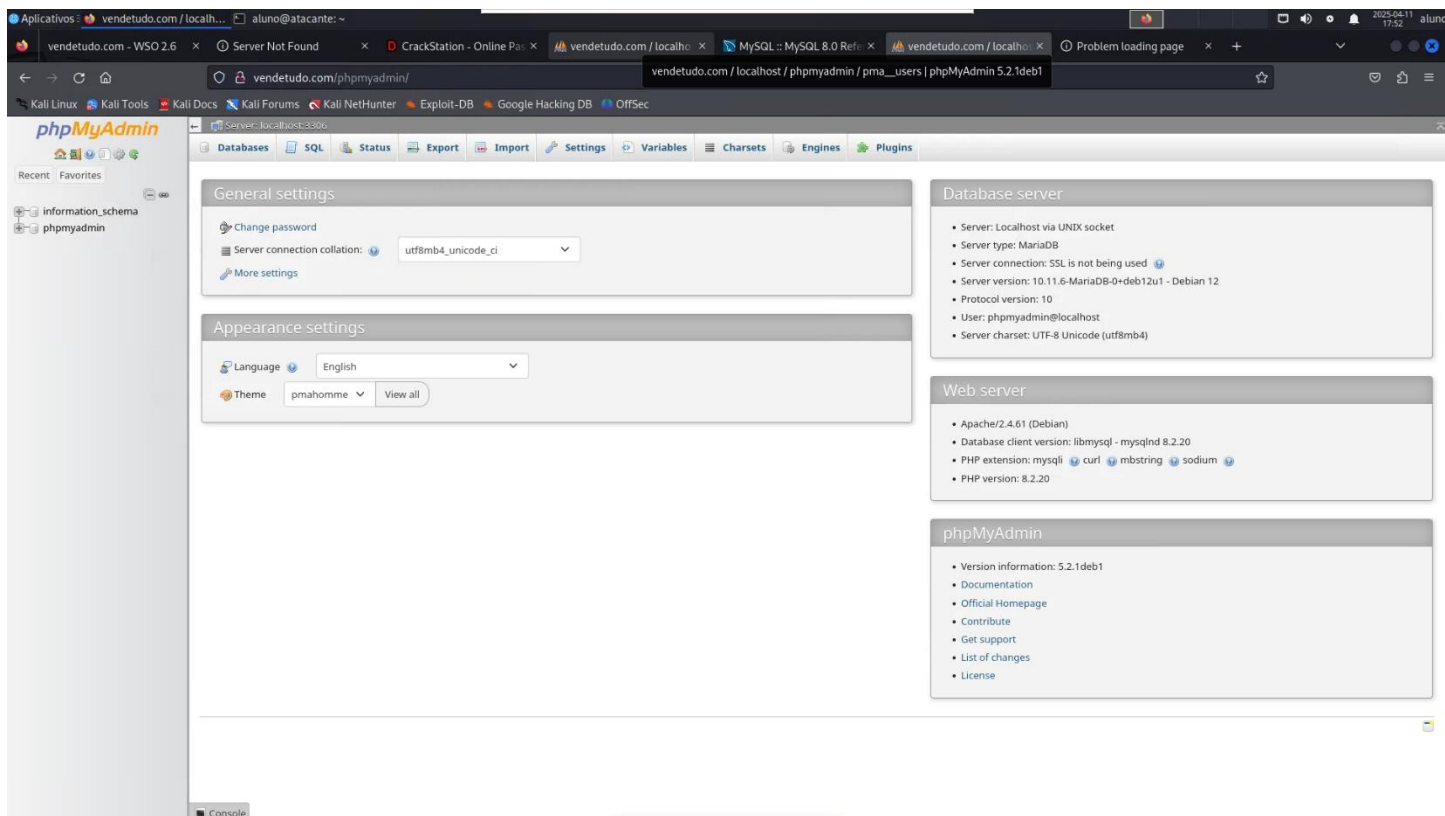 Aplicativos vendetudo.com / localh... aluno@atacante: ~ 2025-04-11 17:52 alunc
vendetudo.com - WSO 2.6 Server Not Found CrackStation - Online Pas vendetudo.com / localho MySQL :: MySQL 8.0 Refe vendetudo.com / localhos Problem loading page
vendetudo.com/phpmyadmin/
vendetudo.com / localhost / phpmyadmin / pma__users | phpMyAdmin 5.2.1deb1
Kali Linux Kali Tools Kali Docs Kali Forums Kali NetHunter Exploit-DB Google Hacking DB OffSec
phpMyAdmin
Recent Favorites
information_schema
phpmyadmin
Server: localhost:3306
Databases SQL Status Export Import Settings Variables Charsets Engines Plugins
General settings
Change password
Server connection collation: utf8mb4_unicode_ci
More settings
Appearance settings
Language English
Theme pmahomme View all
Database server
• Server: Localhost via UNIX socket
• Server type: MariaDB
• Server connection: SSL is not being used
• Server version: 10.11.6-MariaDB-0+deb12u1 - Debian 12
• Protocol version: 10
• User: phpmyadmin@localhost
• Server charset: UTF-8 Unicode (utf8mb4)
Web server
• Apache/2.4.61 (Debian)
• Database client version: libmysql - mysqlnd 8.2.20
• PHP extension: mysqli curl mbstring sodium
• PHP version: 8.2.20
phpMyAdmin
• Version information: 5.2.1deb1
• Documentation
• Official Homepage
• Contribute
• Get support
• List of changes
• License
Console